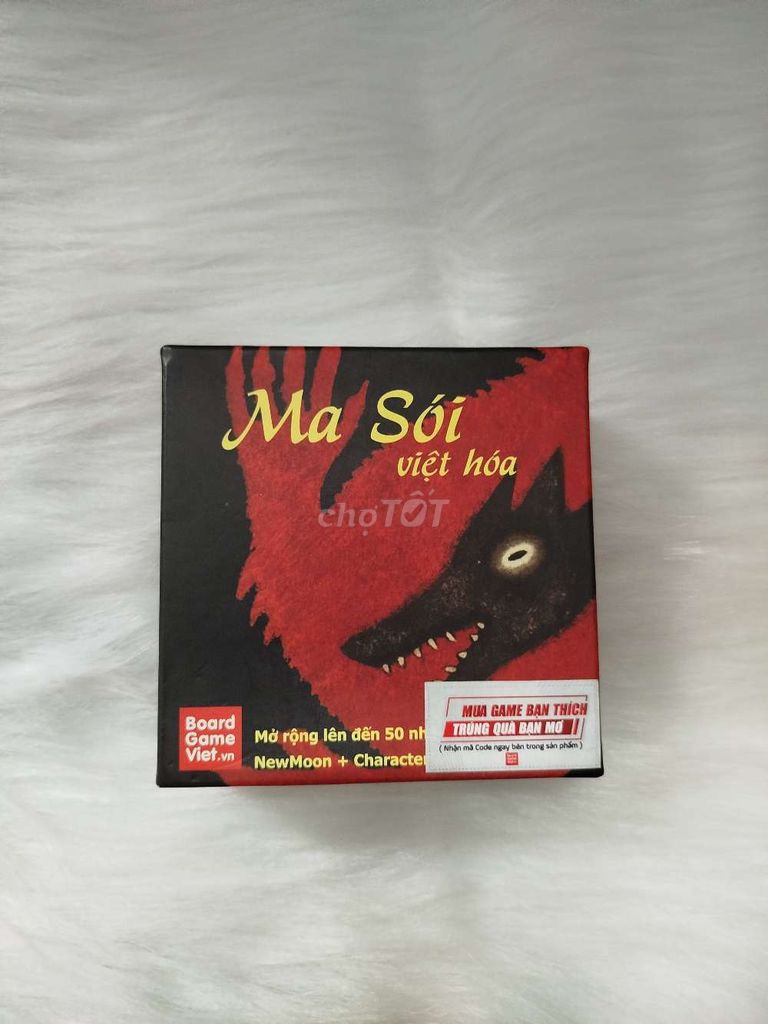 Ma Sói
việt hóa
chợTỐT
Board
Game
Viet.vn
Mở rộng lên đến 50
NewMoon + Character
MUA GAME BẠN THÍCH
TRÚNG QUÀ BẠN MƠ
( Nhận mã Code ngay bên trong sản phẩm )